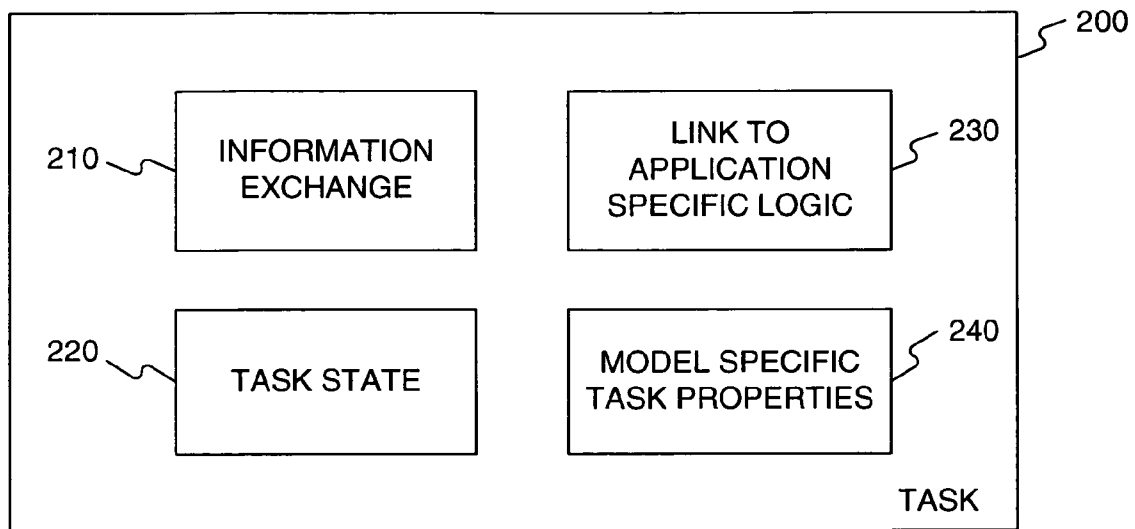 200
210
INFORMATION
EXCHANGE
LINK TO
APPLICATION
SPECIFIC LOGIC
230
220
TASK STATE
MODEL SPECIFIC
TASK PROPERTIES
240
TASK